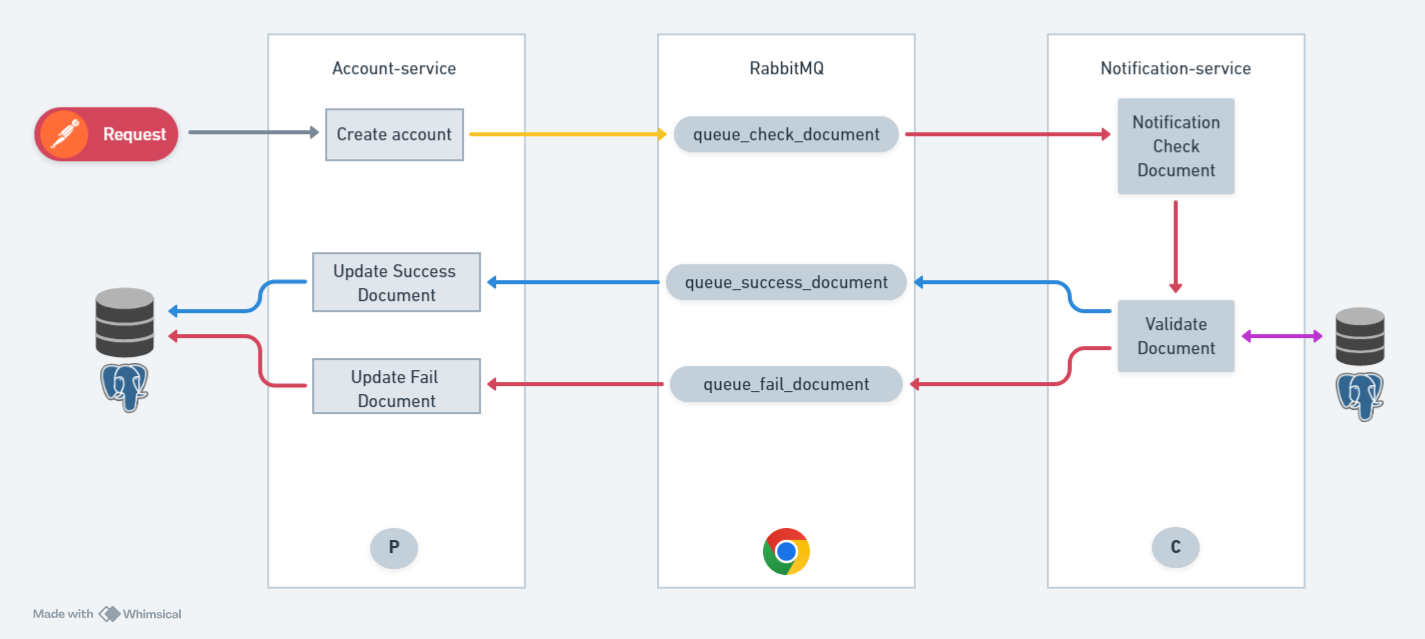 Account-service
RabbitMQ
Notification-service
Request
Create account
queue_check_document
Notification
Check
Document
Update Success
Document
queue_success_document
Validate
Document
Update Fail
Document
queue_fail_document
P
C
Made with Whimsical